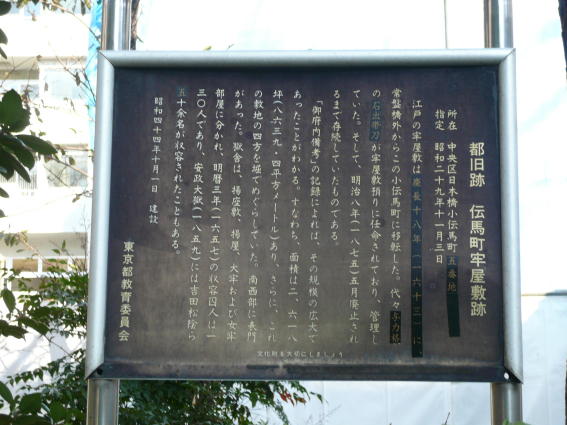 都旧跡　伝馬町牢屋敷跡
所在　中央区日本橋小伝馬町五番地
指定　昭和二十九年十一月三日
江戸の牢屋敷は慶長十八年（一六十三）に、
常盤橋外からこの小伝馬町に移転した。代々与力格
の石出帯刀が牢屋敷預りに任命されており、管理し
ていた。そして、明治八年（一八七五）五月廃止され
るまで存続していたものである。
「御府内備考」の記録によれば、その規模の広大で
あったことがわかる。すなわち、面積は二、六一八
坪（八六三九・四平方メートル）あり、さらに、これ
の敷地の四方を堀でめぐらしていた。南西部に表門
があった。獄舎は、揚座敷、揚屋、大牢および女牢
部屋に分かれ、明暦三年（一六五七）の収容囚人は一
三〇人であり、安政大獄（一八五九）には吉田松陰ら
五十余名が収容されたこともある。
昭和四十四年十月一日　建設
東京都教育委員会
文化財を大切にしましょう